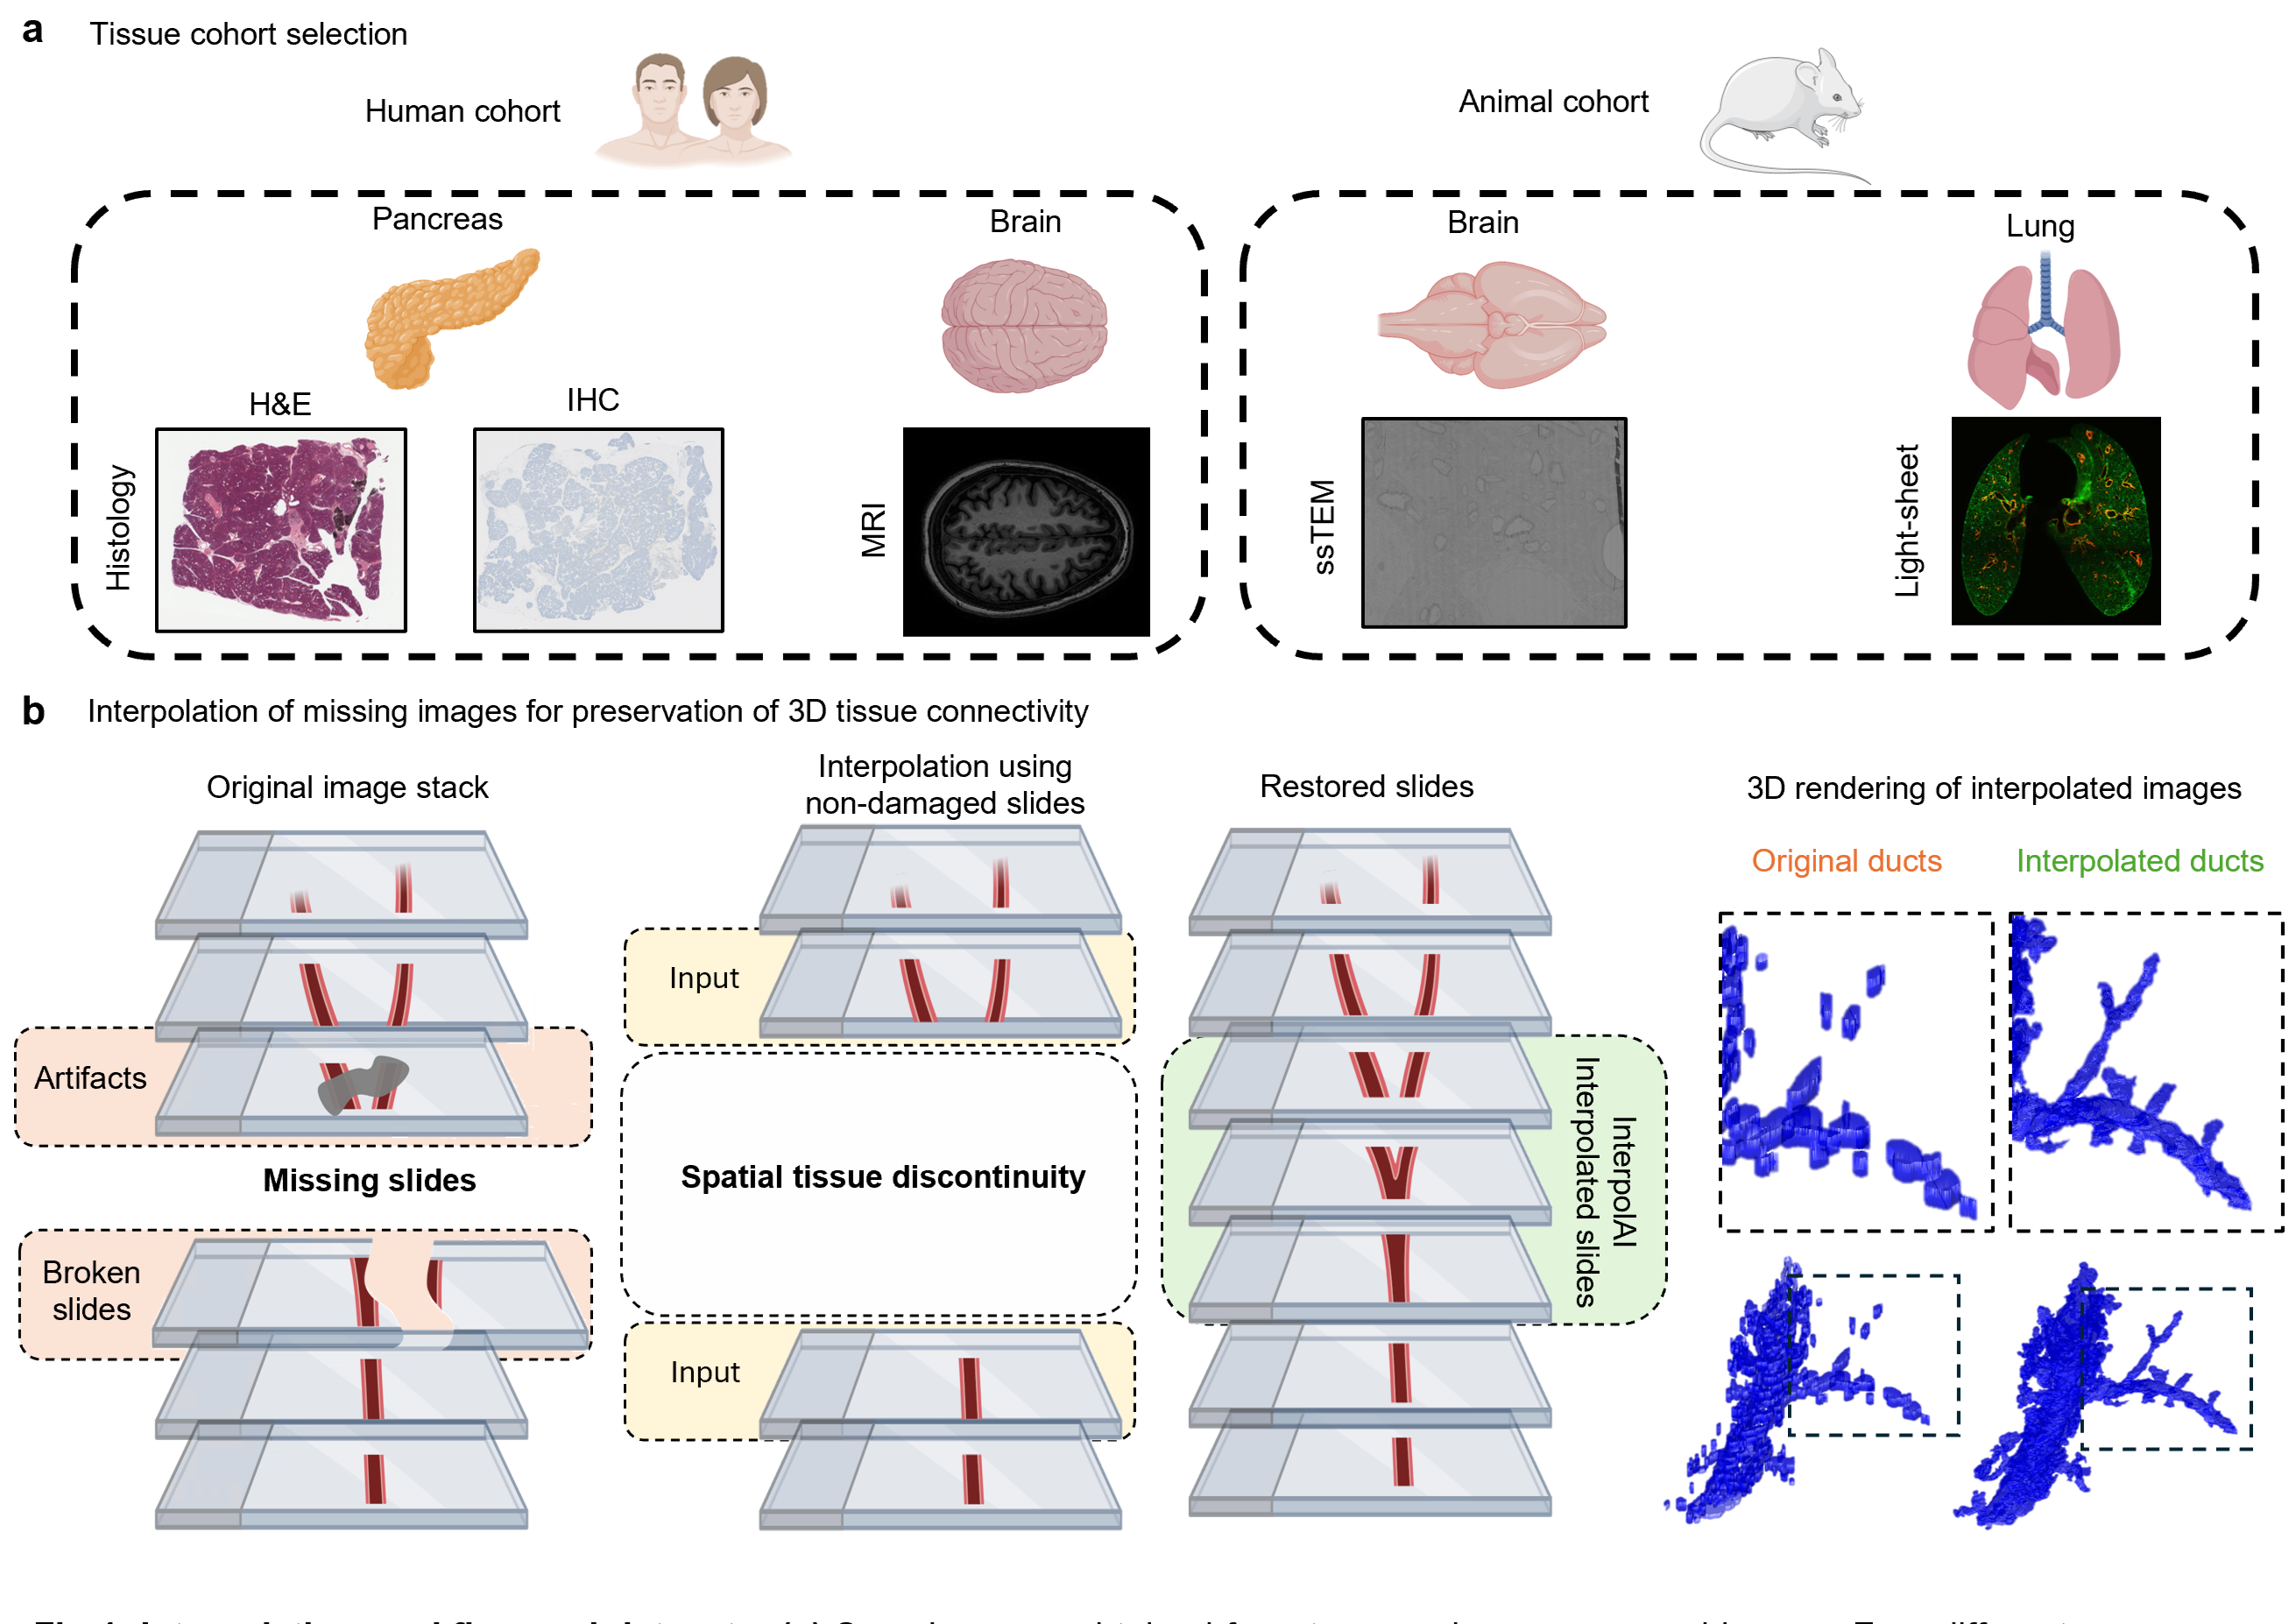 a Tissue cohort selection
Human cohort
Animal cohort
Pancreas
Brain
Brain
Lung
H&E
IHC
Histology
MRI
ssTEM
Light-sheet
b Interpolation of missing images for preservation of 3D tissue connectivity
Original image stack
Interpolation using
non-damaged slides
Restored slides
3D rendering of interpolated images
Original ducts
Interpolated ducts
Input
Artifacts
Missing slides
Spatial tissue discontinuity
InterpolAI
Interpolated slides
Broken
slides
Input